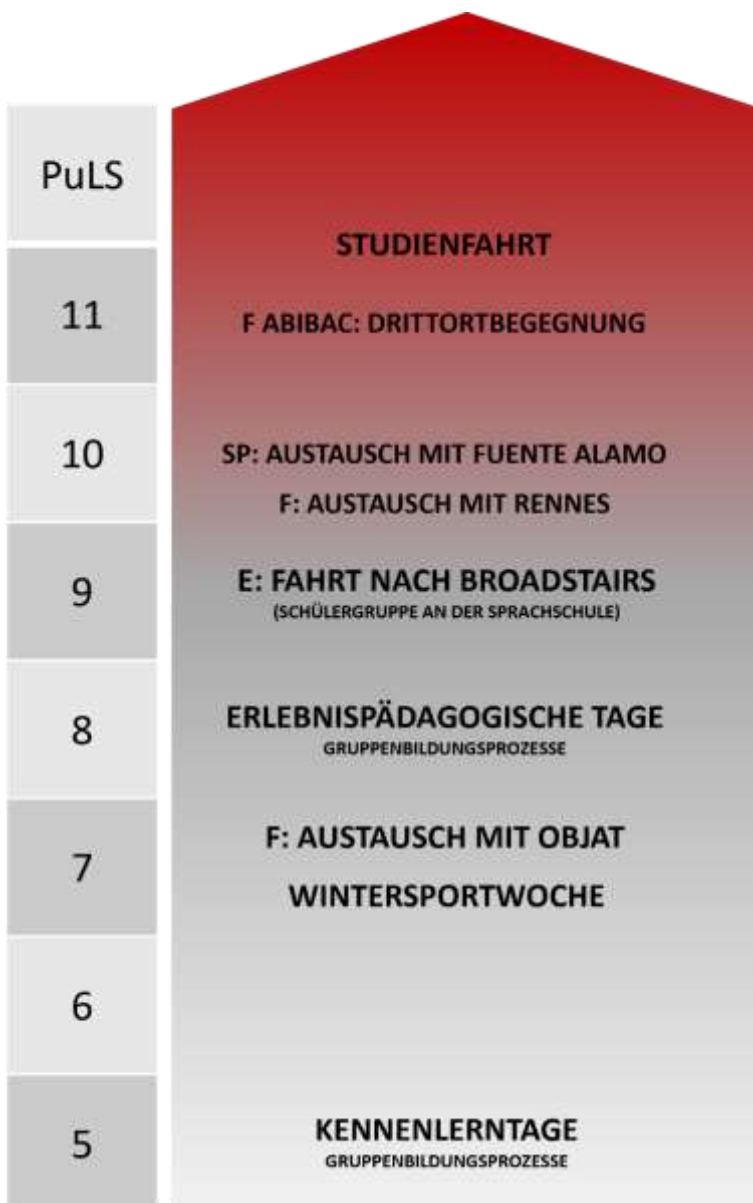 PuLS
STUDIENFAHRT
11
F ABIBAC: DRITTORTBEGEGNUNG
10
SP: AUSTAUSCH MIT FUENTE ALAMO
F: AUSTAUSCH MIT RENNES
9
E: FAHRT NACH BROADSTAIRS
(SCHÜLERGRUPPE AN DER SPRACHSCHULE)
8
ERLEBNISPÄDAGOGISCHE TAGE
GRUPPENBILDUNGSPROZESSE
7
F: AUSTAUSCH MIT OBJAT
WINTERSPORTWOCHE
6
5
KENNENLERNTAGE
GRUPPENBILDUNGSPROZESSE